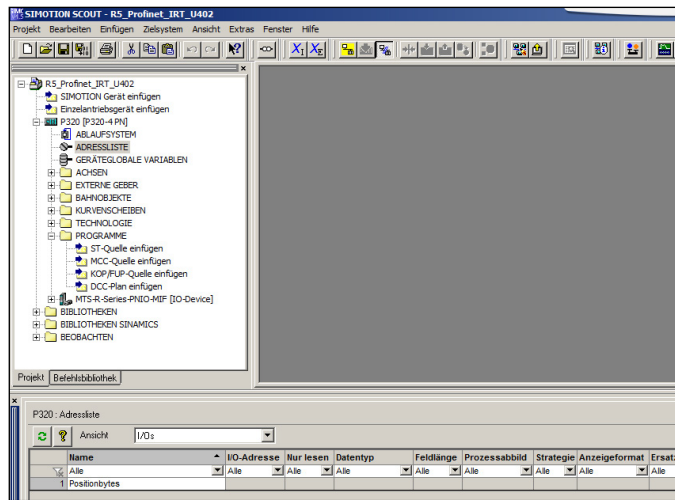 SIMOTION SCOUT - R5_Profinet_IRT_U402
Projekt Bearbeiten Einfügen Zielsystem Ansicht Extras Fenster Hilfe
R5_Profinet_IRT_U402
SIMOTION Gerät einfügen
Einzelantriebsgerät einfügen
P320 [P320-4 PN]
ABLAUFSYSTEM
ADRESSLISTE
GERÄTEGLOBALE VARIABLEN
ACHSEN
EXTERNE GEBER
BAHNOBJEKTE
KURVENSCHEIBEN
TECHNOLOGIE
PROGRAMME
ST-Quelle einfügen
MCC-Quelle einfügen
KOP/FUP-Quelle einfügen
DCC-Plan einfügen
MTS-R-Series-PNIO-MIF [IO-Device]
BIBLIOTHEKEN
BIBLIOTHEKEN SINAMICS
BEOBACHTEN
Projekt Befehlsbibliothek
P320 : Adressliste
Ansicht I/Os
Name I/O-Adresse Nur lesen Datentyp Feldlänge Prozessabbild Strategie Anzeigeformat Ersatz
Alle Alle Alle Alle Alle Alle Alle Alle Alle
1 Positionbytes